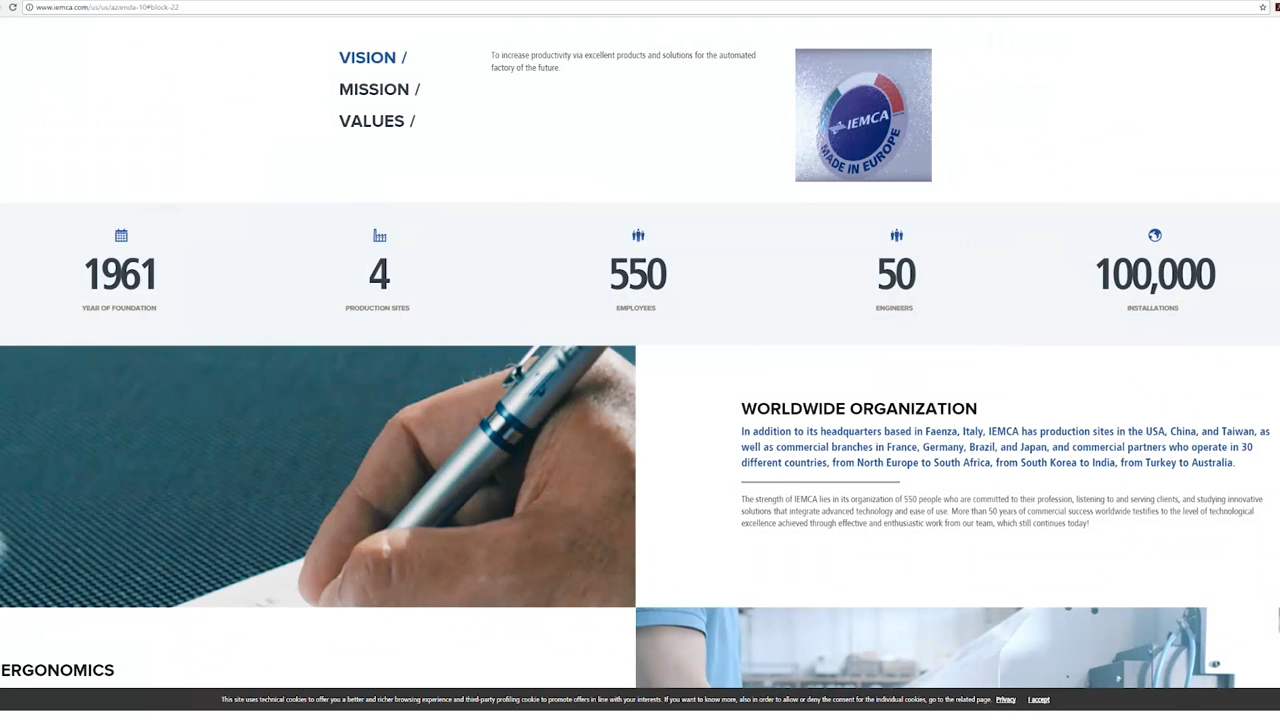 www.iemca.com/us/us/azienda-10#block-22
VISION /
MISSION /
VALUES /
To increase productivity via excellent products and solutions for the automated
factory of the future.
IEMCA
MADE IN EUROPE
1961
YEAR OF FOUNDATION
4
PRODUCTION SITES
550
EMPLOYEES
50
ENGINEERS
100,000
INSTALLATIONS
WORLDWIDE ORGANIZATION
In addition to its headquarters based in Faenza, Italy, IEMCA has production sites in the USA, China, and Taiwan, as
well as commercial branches in France, Germany, Brazil, and Japan, and commercial partners who operate in 30
different countries, from North Europe to South Africa, from South Korea to India, from Turkey to Australia.
The strength of IEMCA lies in its organization of 550 people who are committed to their profession, listening to and serving clients, and studying innovative
solutions that integrate advanced technology and ease of use. More than 50 years of commercial success worldwide testifies to the level of technological
excellence achieved through effective and enthusiastic work from our team, which still continues today!
ERGONOMICS
This site uses technical cookies to offer you a better and richer browsing experience and third-party profiling cookie to promote offers in line with your interests. If you want to know more, also in order to allow or deny the consent for the individual cookies, go to the related page. Privacy I accept